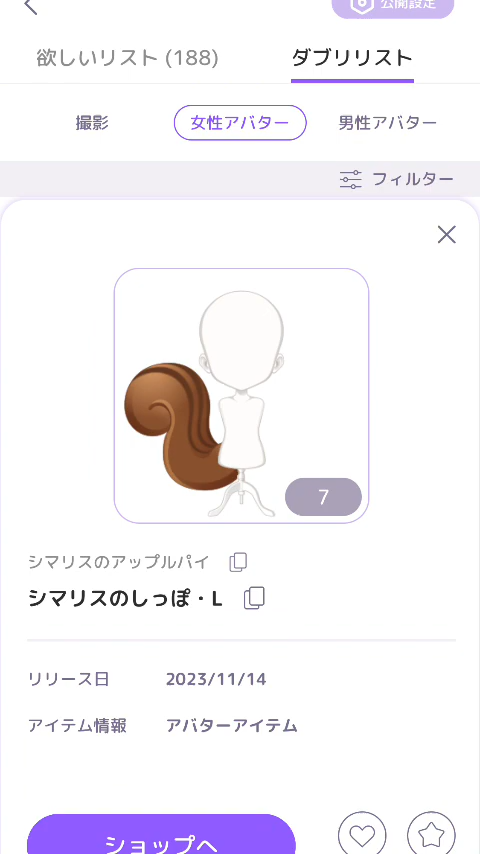 公開設定
欲しいリスト (188)
ダブリリスト
撮影
女性アバター
男性アバター
フィルター
7
シマリスのアップルパイ
シマリスのしっぽ・L
リリース日
2023/11/14
アイテム情報
アバターアイテム
ショップへ